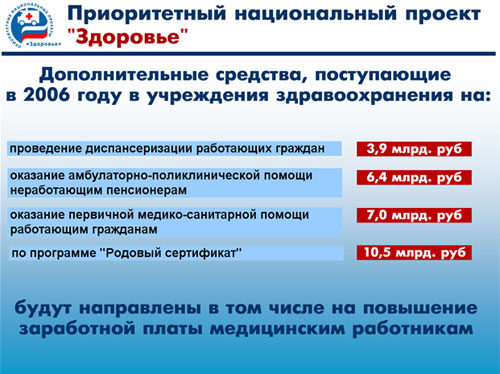 Приоритетный национальный проект
"Здоровье"
Дополнительные средства, поступающие
в 2006 году в учреждения здравоохранения на:
проведение диспансеризации работающих граждан
3,9 млрд. руб
оказание амбулаторно-поликлинической помощи
неработающим пенсионерам
6,4 млрд. руб
оказание первичной медико-санитарной помощи
работающим гражданам
7,0 млрд. руб
по программе "Родовый сертификат"
10,5 млрд. руб
будут направлены в том числе на повышение
заработной платы медицинским работникам
«Здоровье»